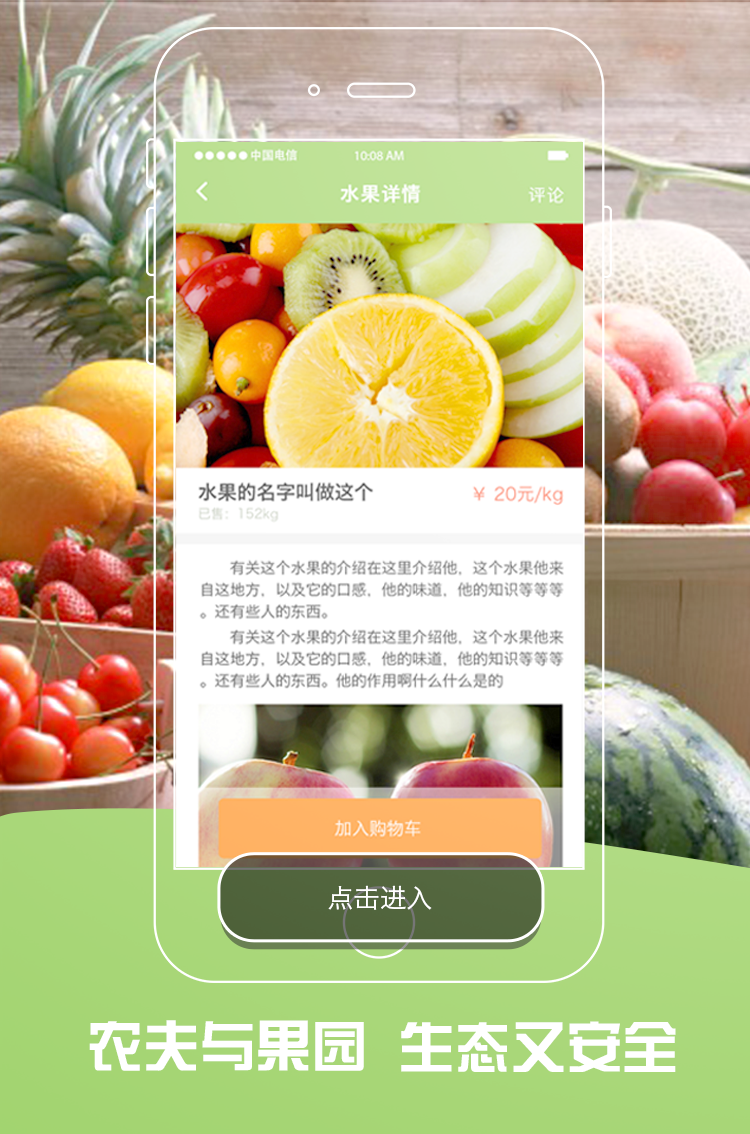 中国电信 10:08 AM
水果详情 评论
水果的名字叫做这个 ¥ 20元/kg
已售：152kg
有关这个水果的介绍在这里介绍他，这个水果他来
自这地方，以及它的口感，他的味道，他的知识等等等
。还有些人的东西。
有关这个水果的介绍在这里介绍他，这个水果他来
自这地方，以及它的口感，他的味道，他的知识等等等
。还有些人的东西。他的作用啊什么什么是的
加入购物车
点击进入
农夫与果园 生态又安全